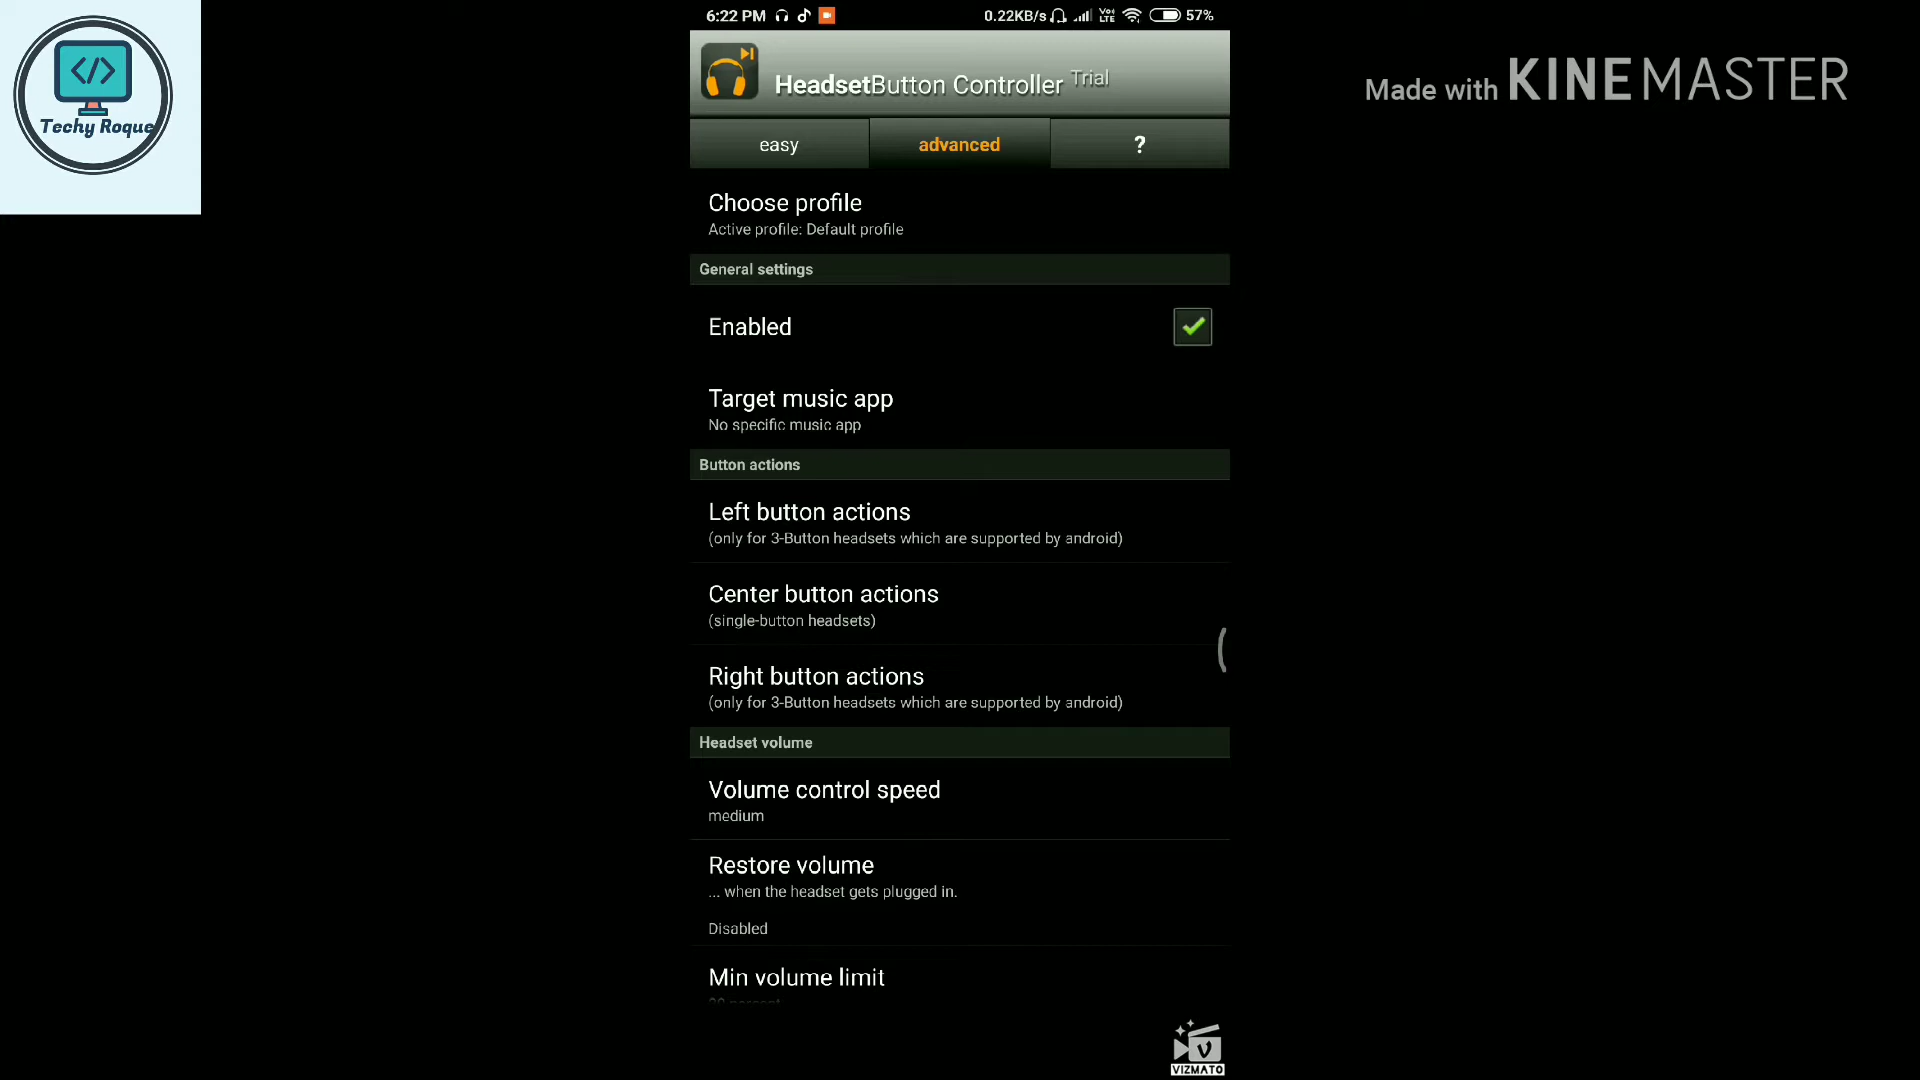 6:22 PM 0.22KB/s Vo LTE 57%
Techy Roque
Made with KINEMASTER
HeadsetButton Controller Trial
easy advanced ?
Choose profile
Active profile: Default profile
General settings
Enabled
Target music app
No specific music app
Button actions
Left button actions
(only for 3-Button headsets which are supported by android)
Center button actions
(single-button headsets)
Right button actions
(only for 3-Button headsets which are supported by android)
Headset volume
Volume control speed
medium
Restore volume
... when the headset gets plugged in.
Disabled
Min volume limit
VIZMATO